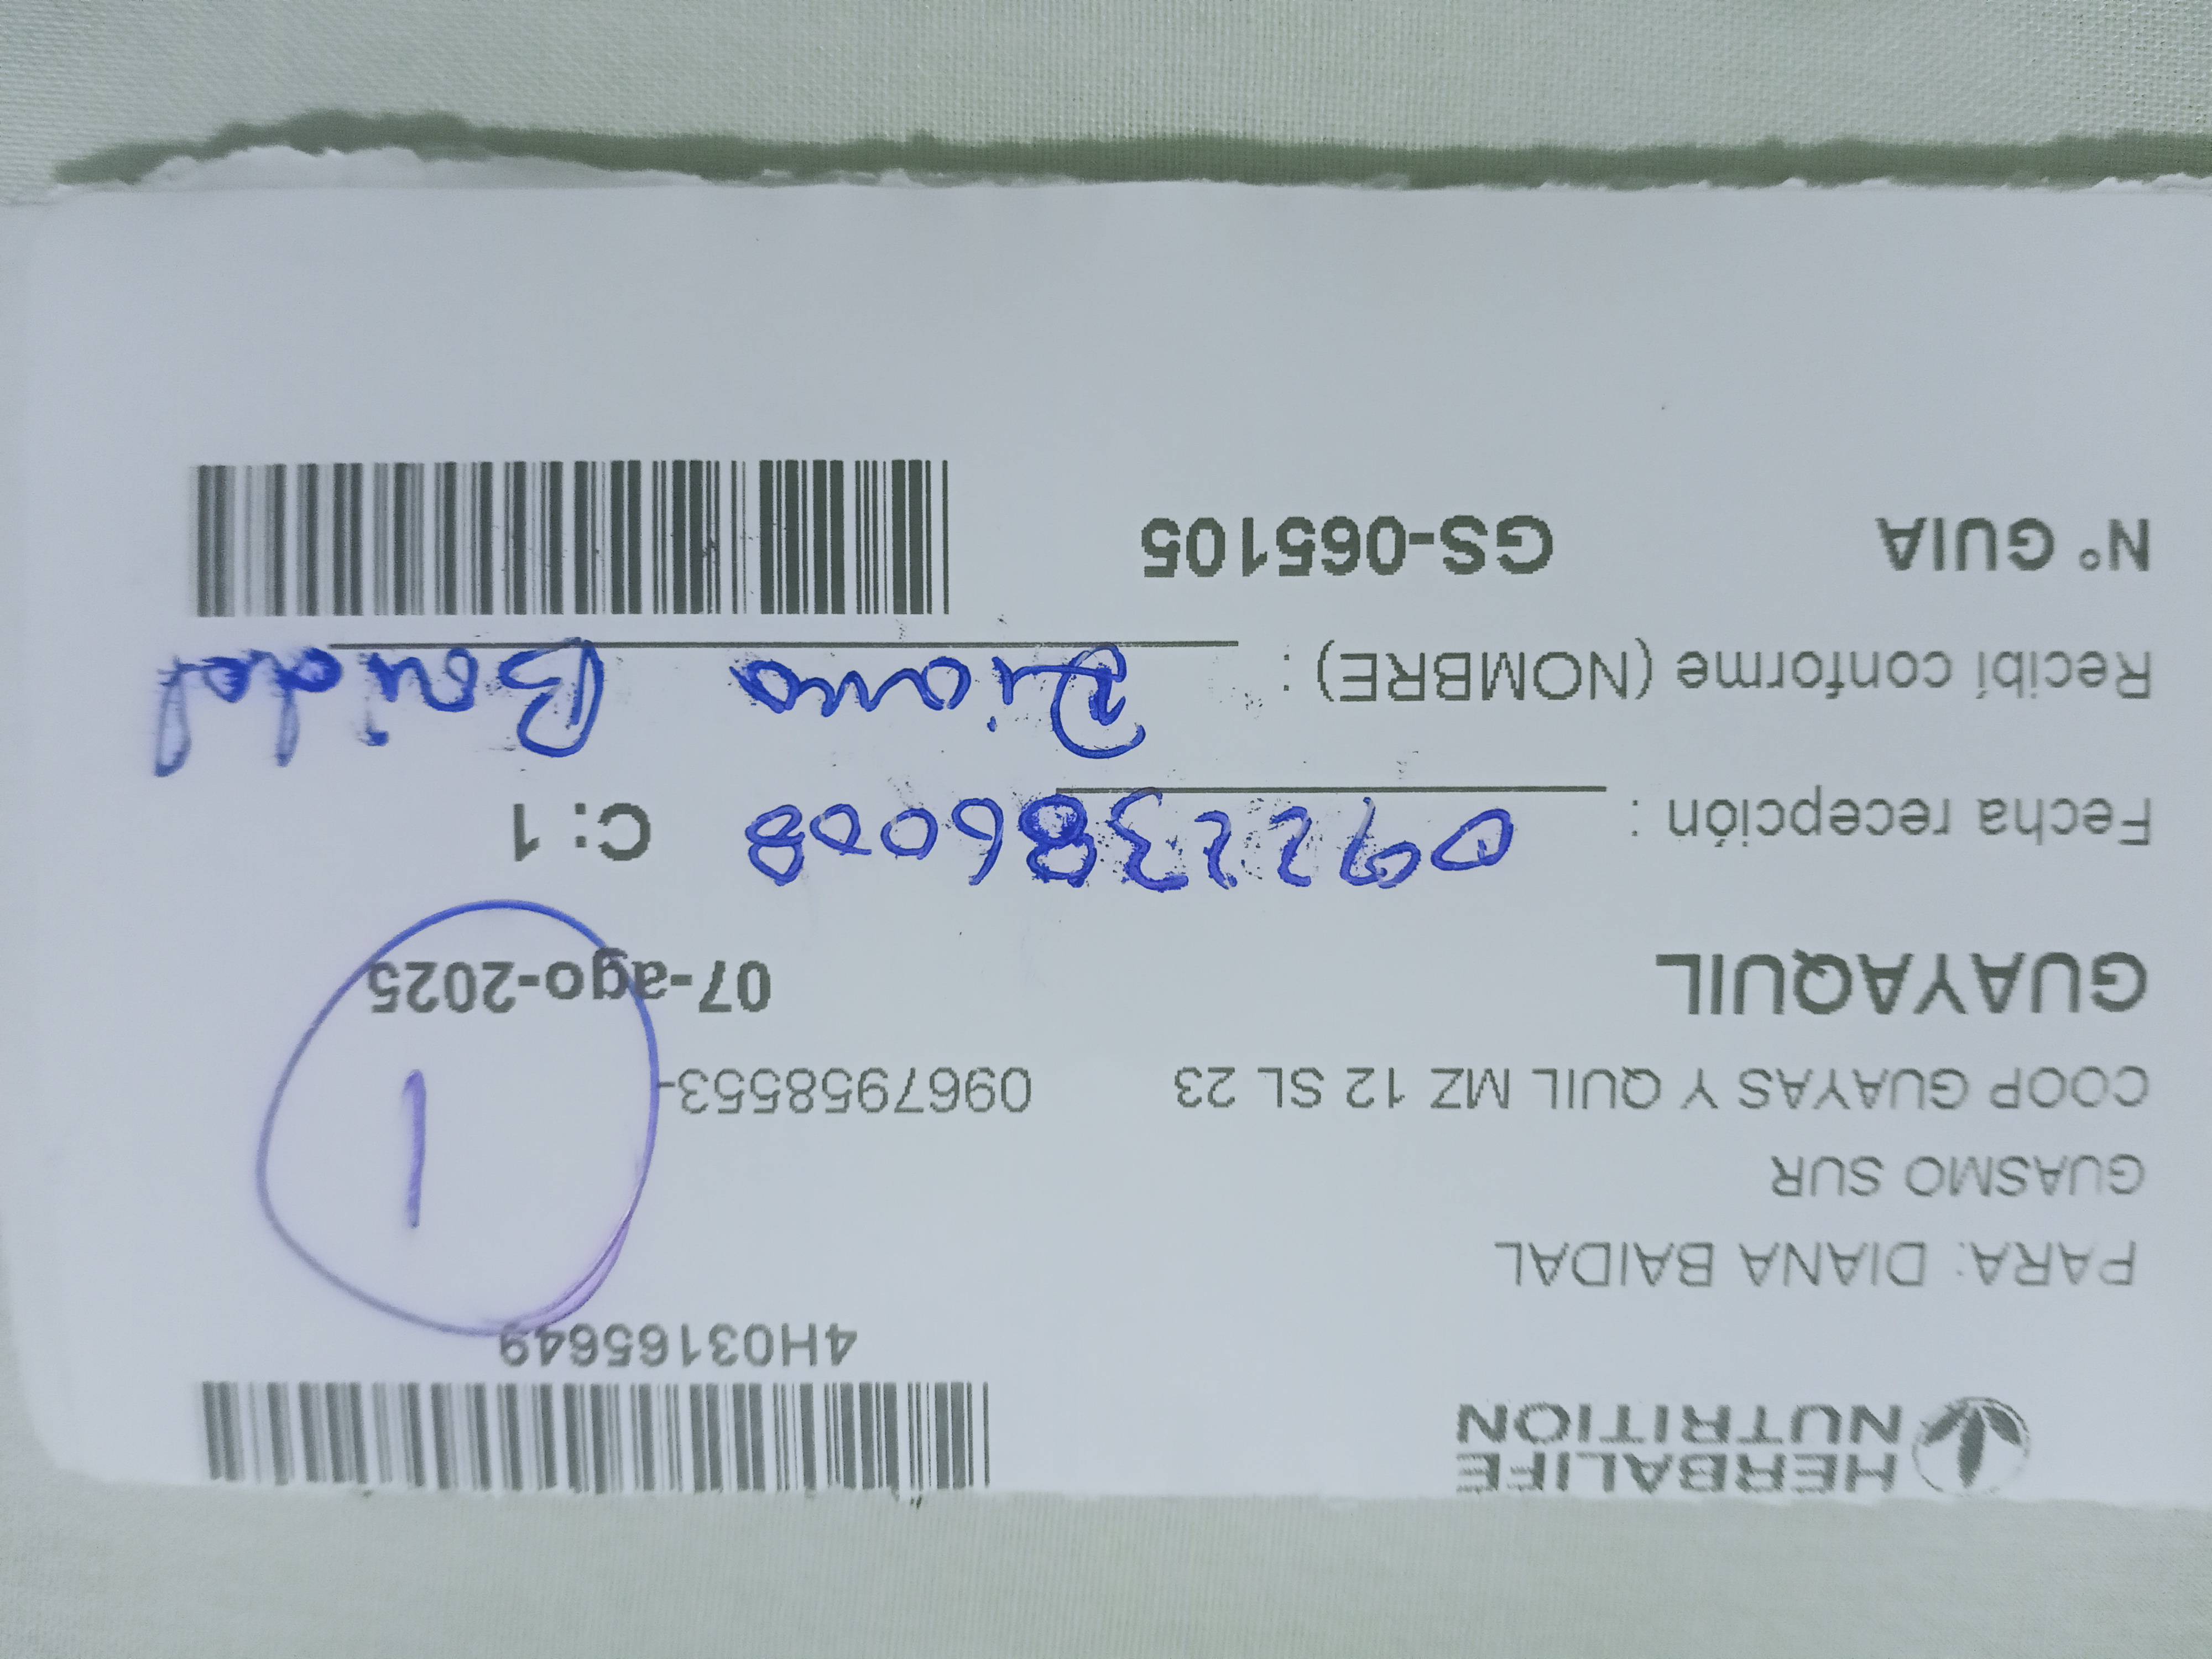 HERBALIFE
NUTRITION
4H03165649
PARA: DIANA BAIDAL
GUASMO SUR
COOP GUAYAS Y QUIL MZ 12 SL 23 0967958553-
1
GUAYAQUIL 07-ago-2025
Fecha recepción : 0922386008 C: 1
Recibí conforme (NOMBRE) : Diana Baidal
N° GUIA GS-065105